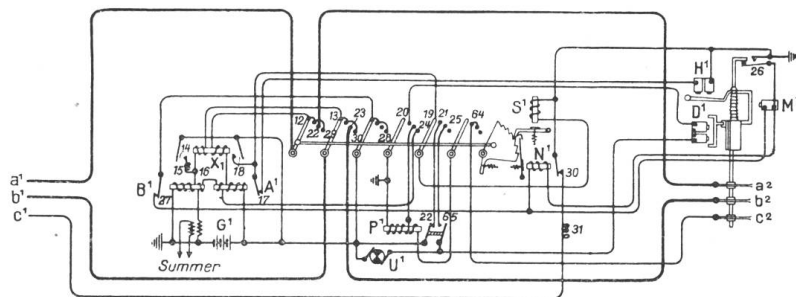 H¹
26
M¹
S¹
D¹
12
13
23
20
19
21
25
64
22
29
30
28
24
14
X₁
18
15
16
B¹
A¹
27
17
N¹
30
a¹
b¹
c¹
a²
b²
c²
P¹
22
65
31
G¹
U¹
Summer